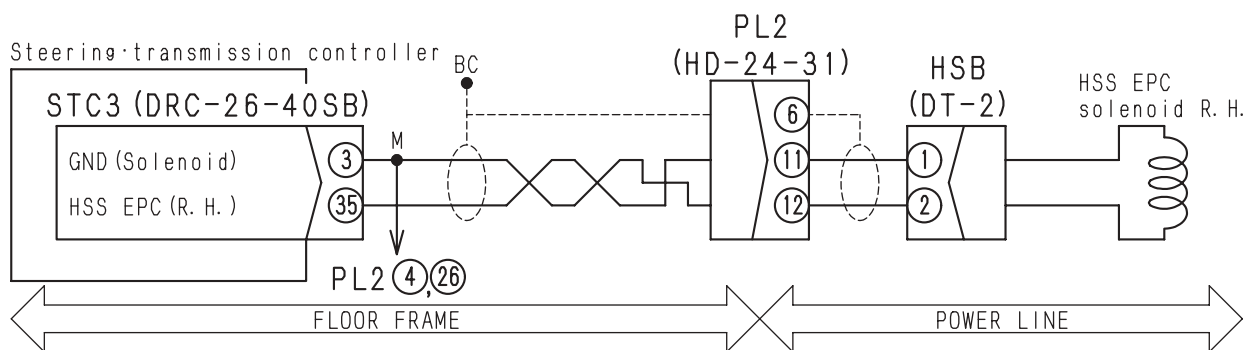 Steering·transmission controller
STC3 (DRC-26-40SB)
GND (Solenoid)
3
HSS EPC (R. H.)
35
M
BC
PL2 4, 26
PL2
(HD-24-31)
6
11
12
HSB
(DT-2)
1
2
HSS EPC
solenoid R. H.
FLOOR FRAME
POWER LINE